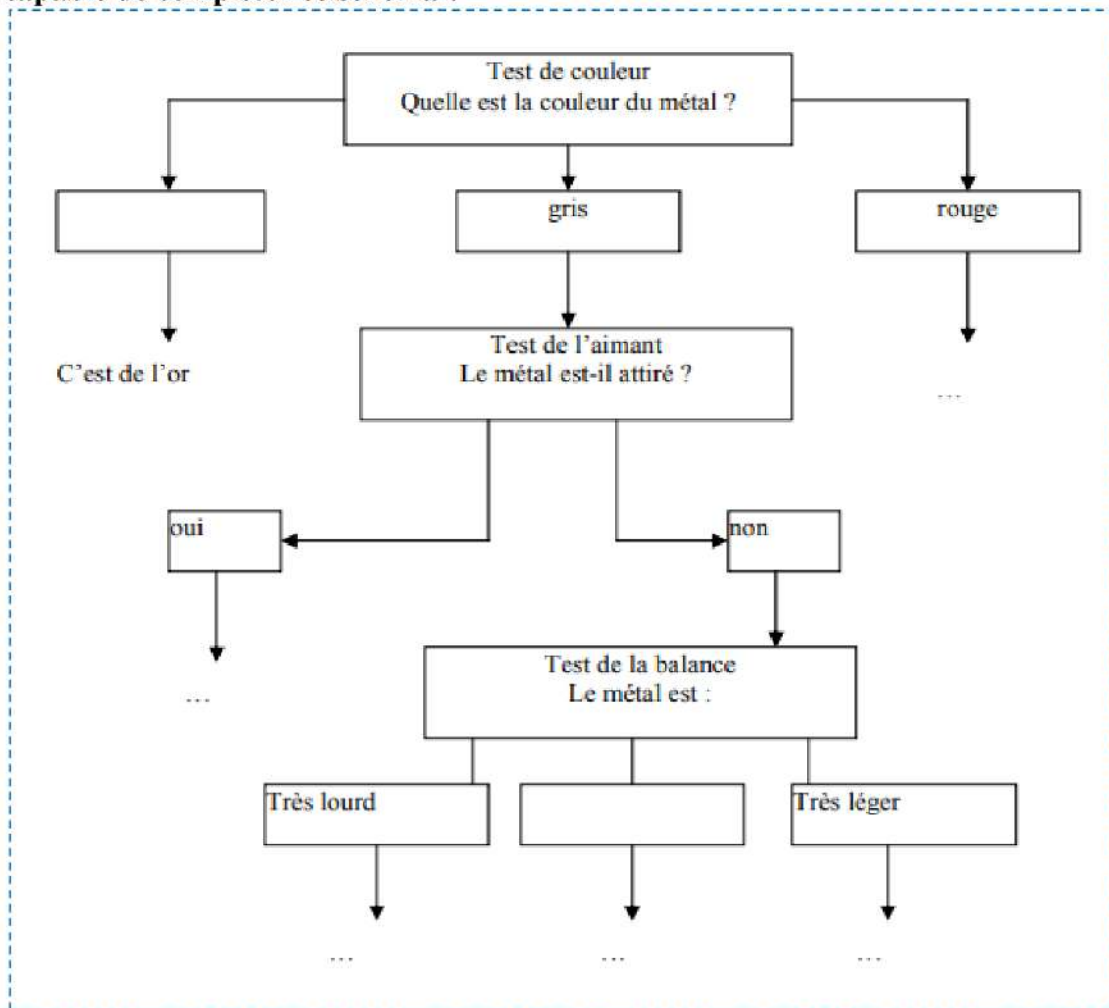 Test de couleur
Quelle est la couleur du métal ?
gris
rouge
Test de l'aimant
Le métal est-il attiré ?
C'est de l'or
...
oui
non
...
Test de la balance
Le métal est :
Très lourd
Très léger
...
...
...